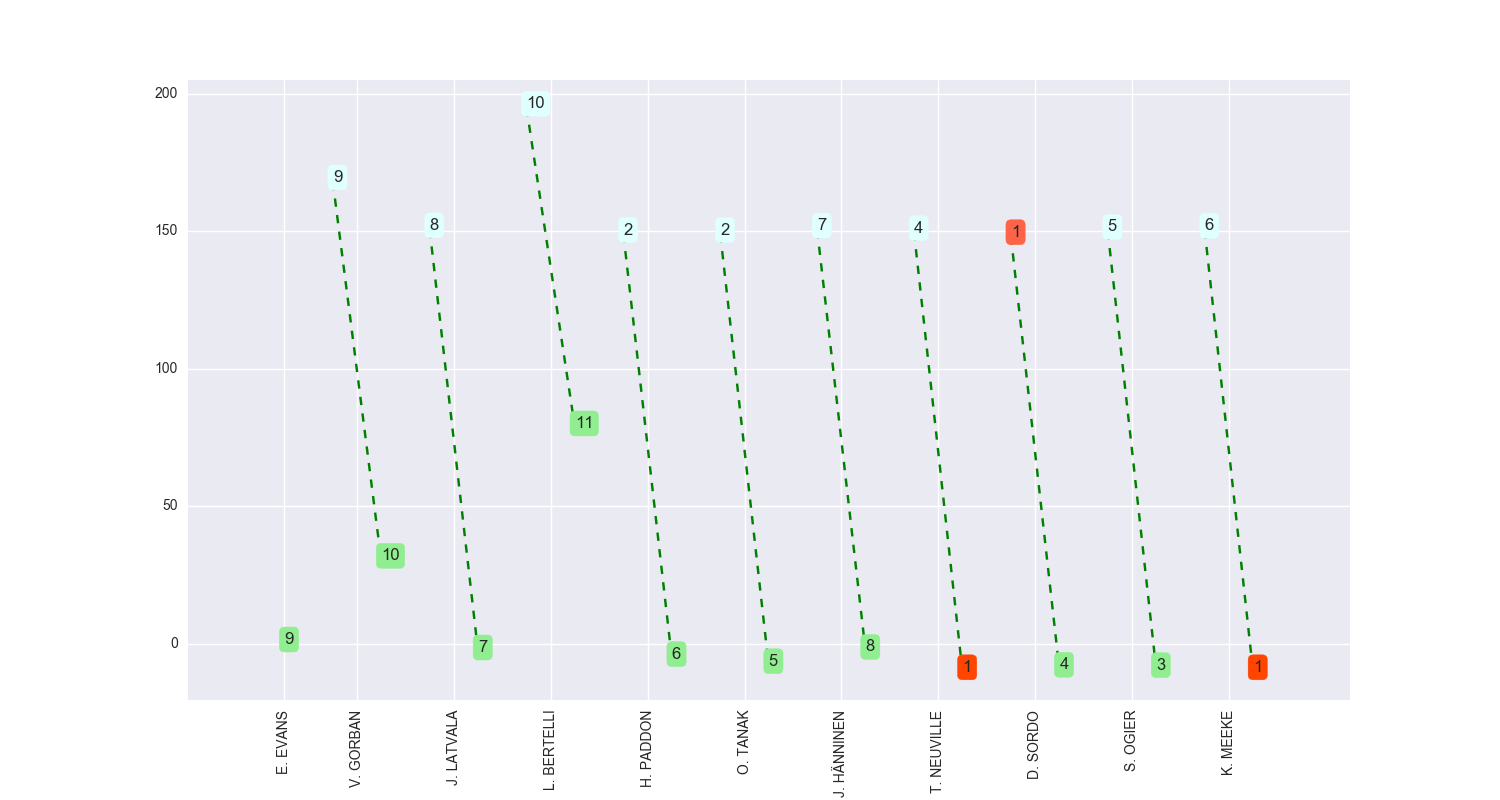 200
150
100
50
0
10
9
8
7
6
5
4
2
2
1
11
10
9
8
7
6
5
4
3
1
1
E. EVANS
V. GORBAN
J. LATVALA
L. BERTELLI
H. PADDON
O. TANAK
J. HÄNNINEN
T. NEUVILLE
D. SORDO
S. OGIER
K. MEEKE